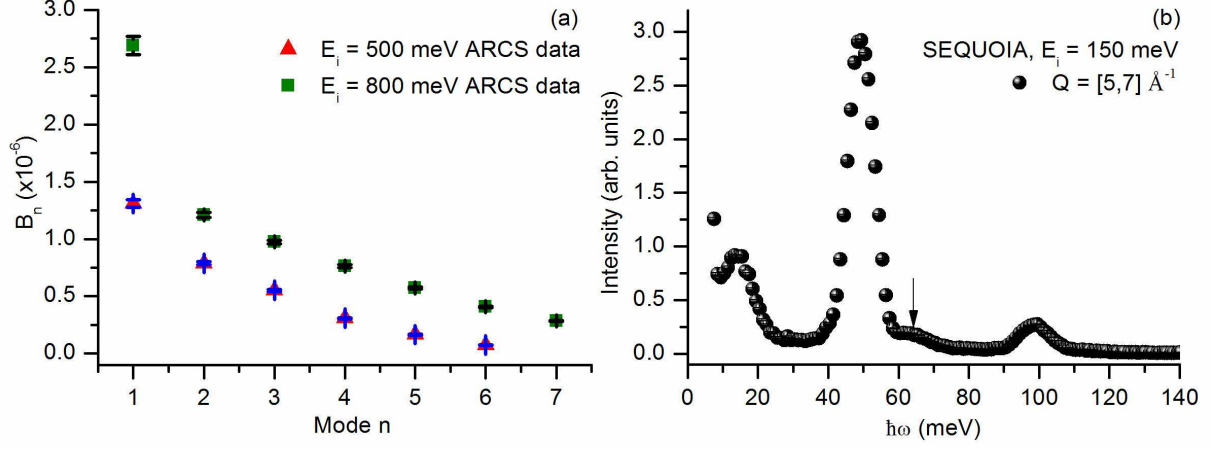 (a)
E_i = 500 meV ARCS data
E_i = 800 meV ARCS data
B_n (x10^-6)
3.0
2.5
2.0
1.5
1.0
0.5
0.0
1 2 3 4 5 6 7
Mode n
(b)
SEQUOIA, E_i = 150 meV
Q = [5,7] Å^-1
Intensity (arb. units)
3.0
2.5
2.0
1.5
1.0
0.5
0.0
0 20 40 60 80 100 120 140
ħω (meV)